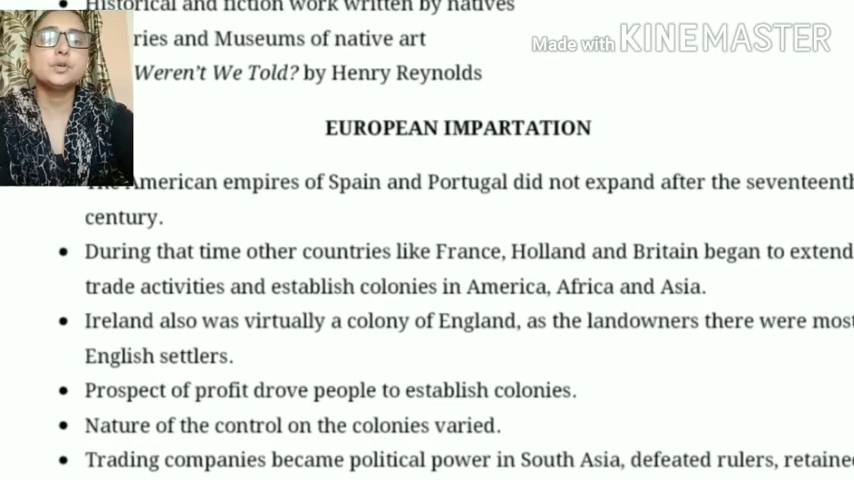 Historical and fiction work written by natives
ries and Museums of native art
Made with KINEMASTER
Weren't We Told? by Henry Reynolds
EUROPEAN IMPARTATION
American empires of Spain and Portugal did not expand after the seventeenth
century.
During that time other countries like France, Holland and Britain began to extend
trade activities and establish colonies in America, Africa and Asia.
Ireland also was virtually a colony of England, as the landowners there were most
English settlers.
Prospect of profit drove people to establish colonies.
Nature of the control on the colonies varied.
Trading companies became political power in South Asia, defeated rulers, retained